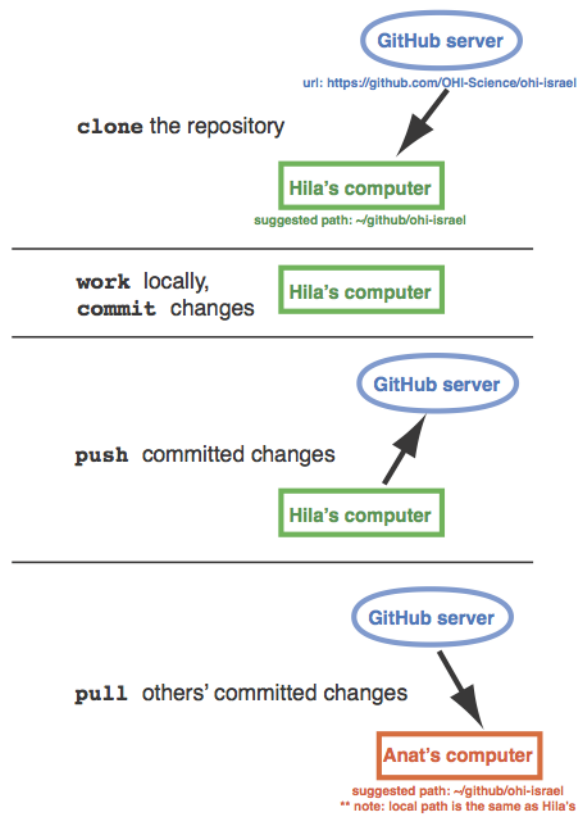 GitHub server
url: https://github.com/OHI-Science/ohi-israel
clone the repository
Hila's computer
suggested path: ~/github/ohi-israel
work locally,
commit changes
Hila's computer
GitHub server
push committed changes
Hila's computer
GitHub server
pull others' committed changes
Anat's computer
suggested path: ~/github/ohi-israel
** note: local path is the same as Hila's